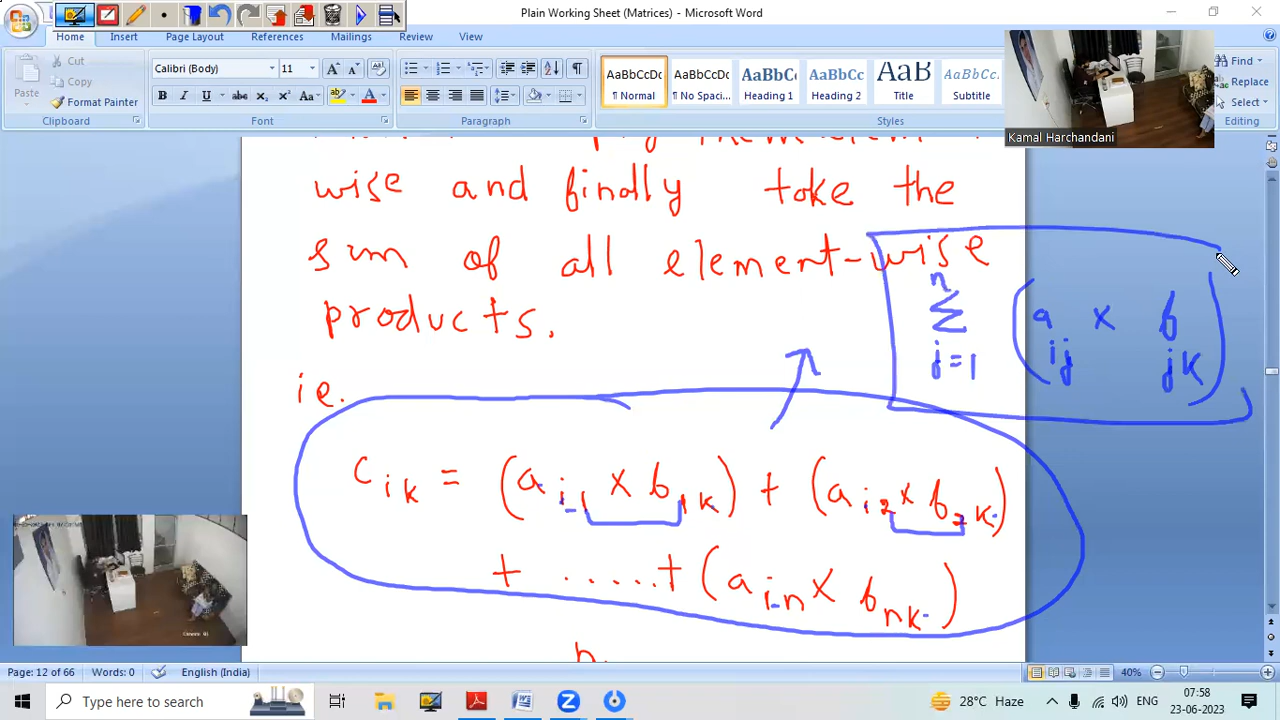 Plain Working Sheet (Matrices) - Microsoft Word
Home Insert Page Layout References Mailings Review View
Paste
Cut
Copy
Format Painter
Clipboard
Calibri (Body) 11
Font
Paragraph
AaBbCcDc AaBbCcDc AaBbCc AaBbCc AaB AaBbCc.
¶ Normal ¶ No Spaci... Heading 1 Heading 2 Title Subtitle
Styles
Find
Replace
Select
Editing
Kamal Harchandani
wise and finally take the
sum of all element-wise
products.
n
∑ (a ij × b jk)
j=1
ie.
c ik = (a i1 × b 1k) + (a i2 × b 2k)
+ .....+ (a in × b nk)
n
Page: 12 of 66 Words: 0 English (India) 40%
Type here to search
28°C Haze
ENG
07:58
23-06-2023